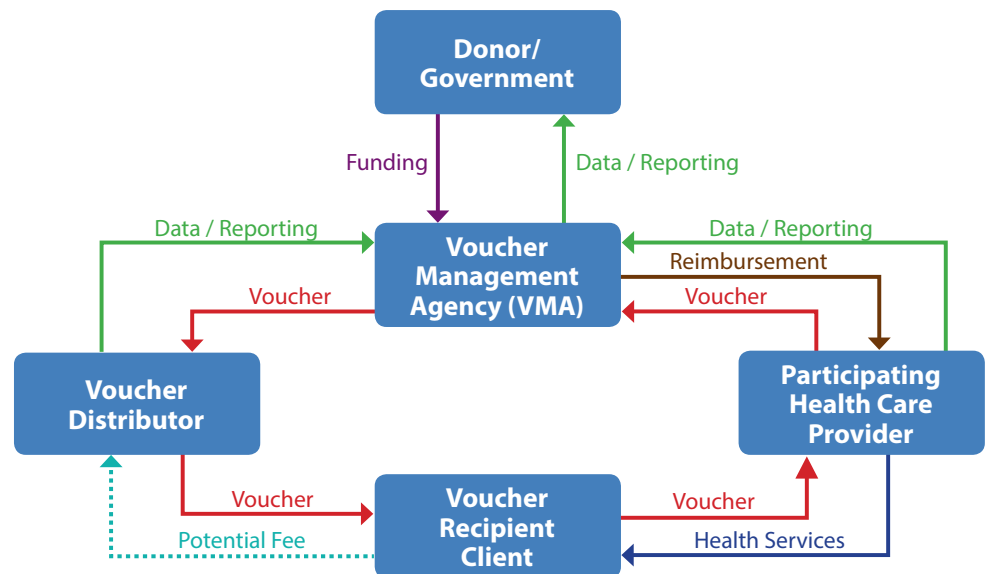 Donor/
Government
Funding
Data / Reporting
Data / Reporting
Data / Reporting
Voucher
Management
Agency (VMA)
Reimbursement
Voucher
Voucher
Voucher
Distributor
Participating
Health Care
Provider
Voucher
Voucher
Recipient
Client
Voucher
Potential Fee
Health Services